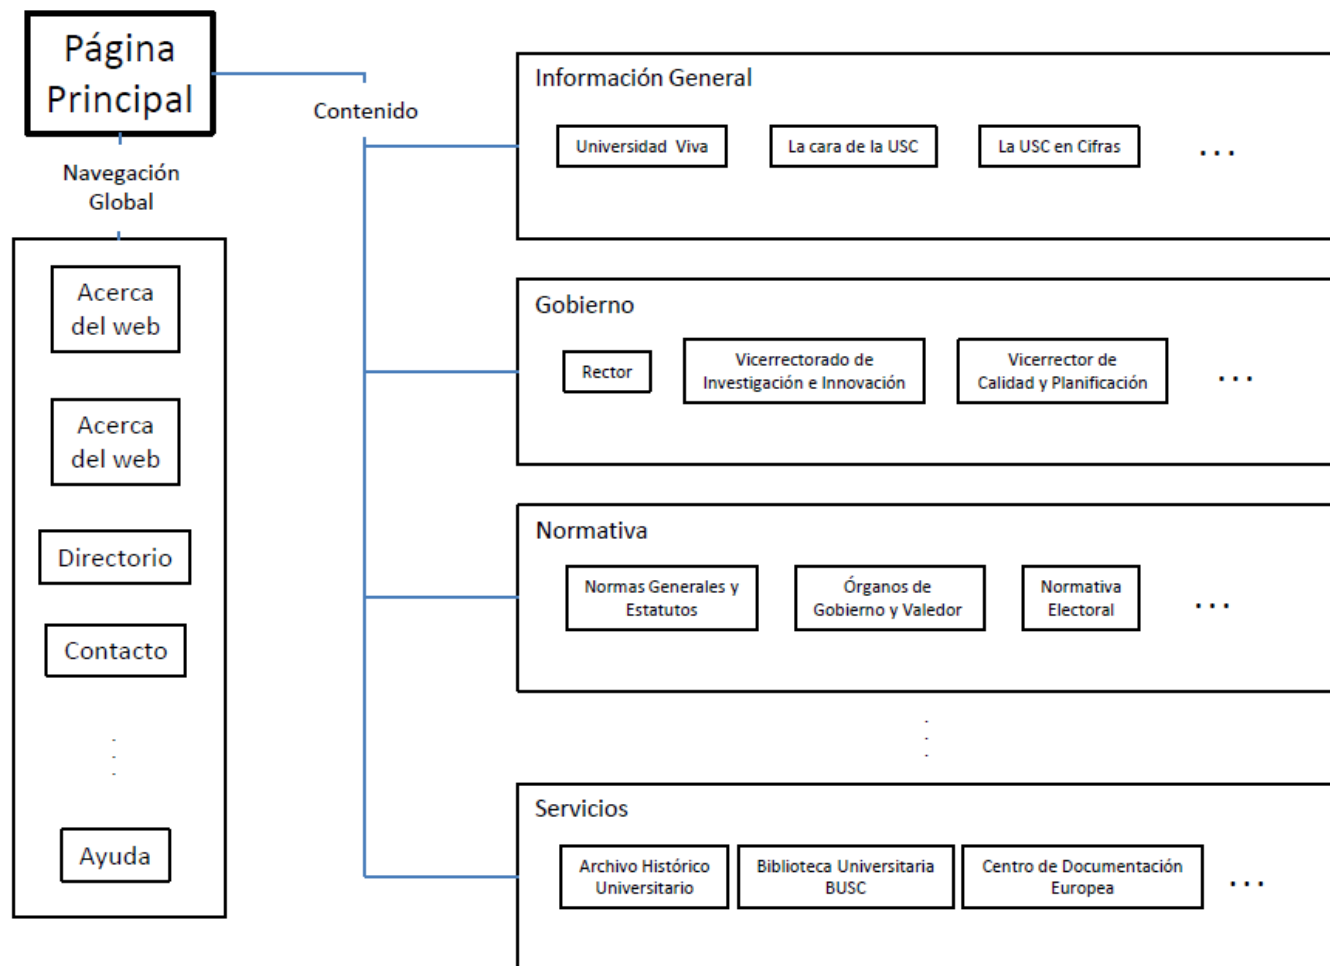 Página
Principal
Navegación
Global
Acerca
del web
Acerca
del web
Directorio
Contacto
...
Ayuda
Contenido
Información General
Universidad Viva
La cara de la USC
La USC en Cifras
...
Gobierno
Rector
Vicerrectorado de
Investigación e Innovación
Vicerrector de
Calidad y Planificación
...
Normativa
Normas Generales y
Estatutos
Órganos de
Gobierno y Valedor
Normativa
Electoral
...
...
Servicios
Archivo Histórico
Universitario
Biblioteca Universitaria
BUSC
Centro de Documentación
Europea
...